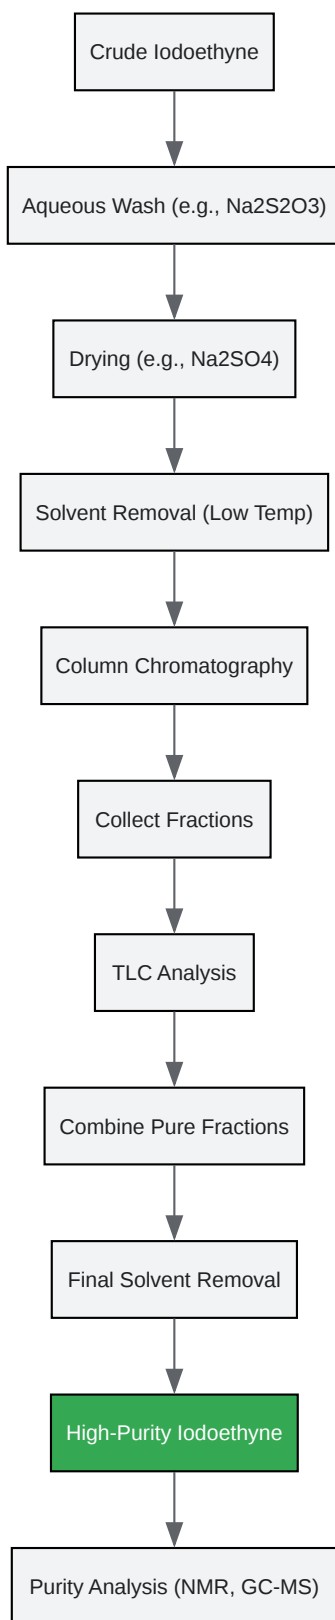 Crude Iodoethyne
Aqueous Wash (e.g., Na2S2O3)
Drying (e.g., Na2SO4)
Solvent Removal (Low Temp)
Column Chromatography
Collect Fractions
TLC Analysis
Combine Pure Fractions
Final Solvent Removal
High-Purity Iodoethyne
Purity Analysis (NMR, GC-MS)